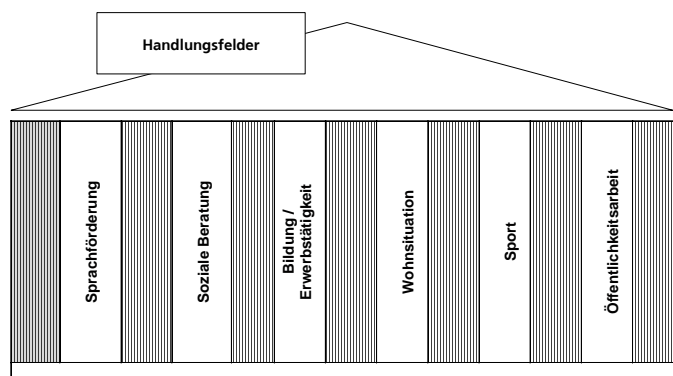 Handlungsfelder
Sprachförderung
Soziale Beratung
Bildung /
Erwerbstätigkeit
Wohnsituation
Sport
Öffentlichkeitsarbeit